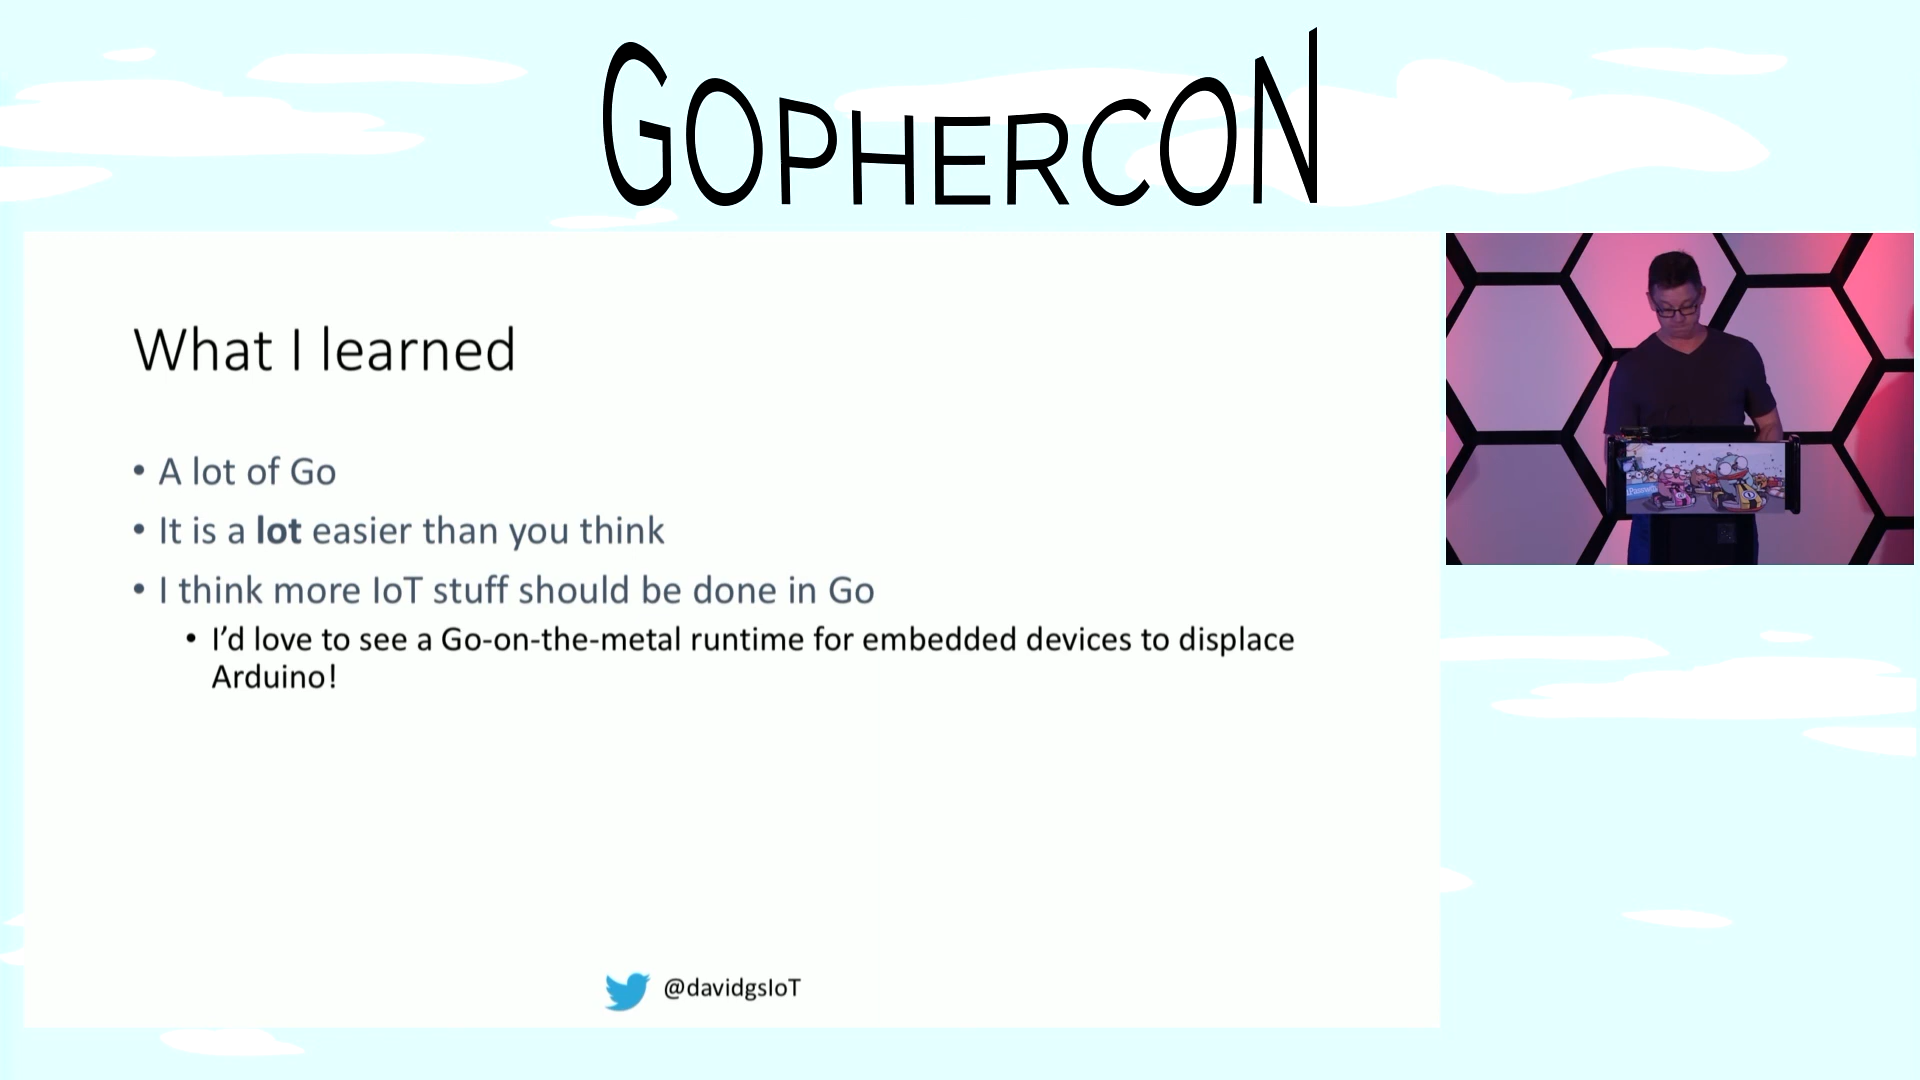 GOPHERCON
What I learned
• A lot of Go
• It is a lot easier than you think
• I think more IoT stuff should be done in Go
• I'd love to see a Go-on-the-metal runtime for embedded devices to displace
Arduino!
@davidgsIoT